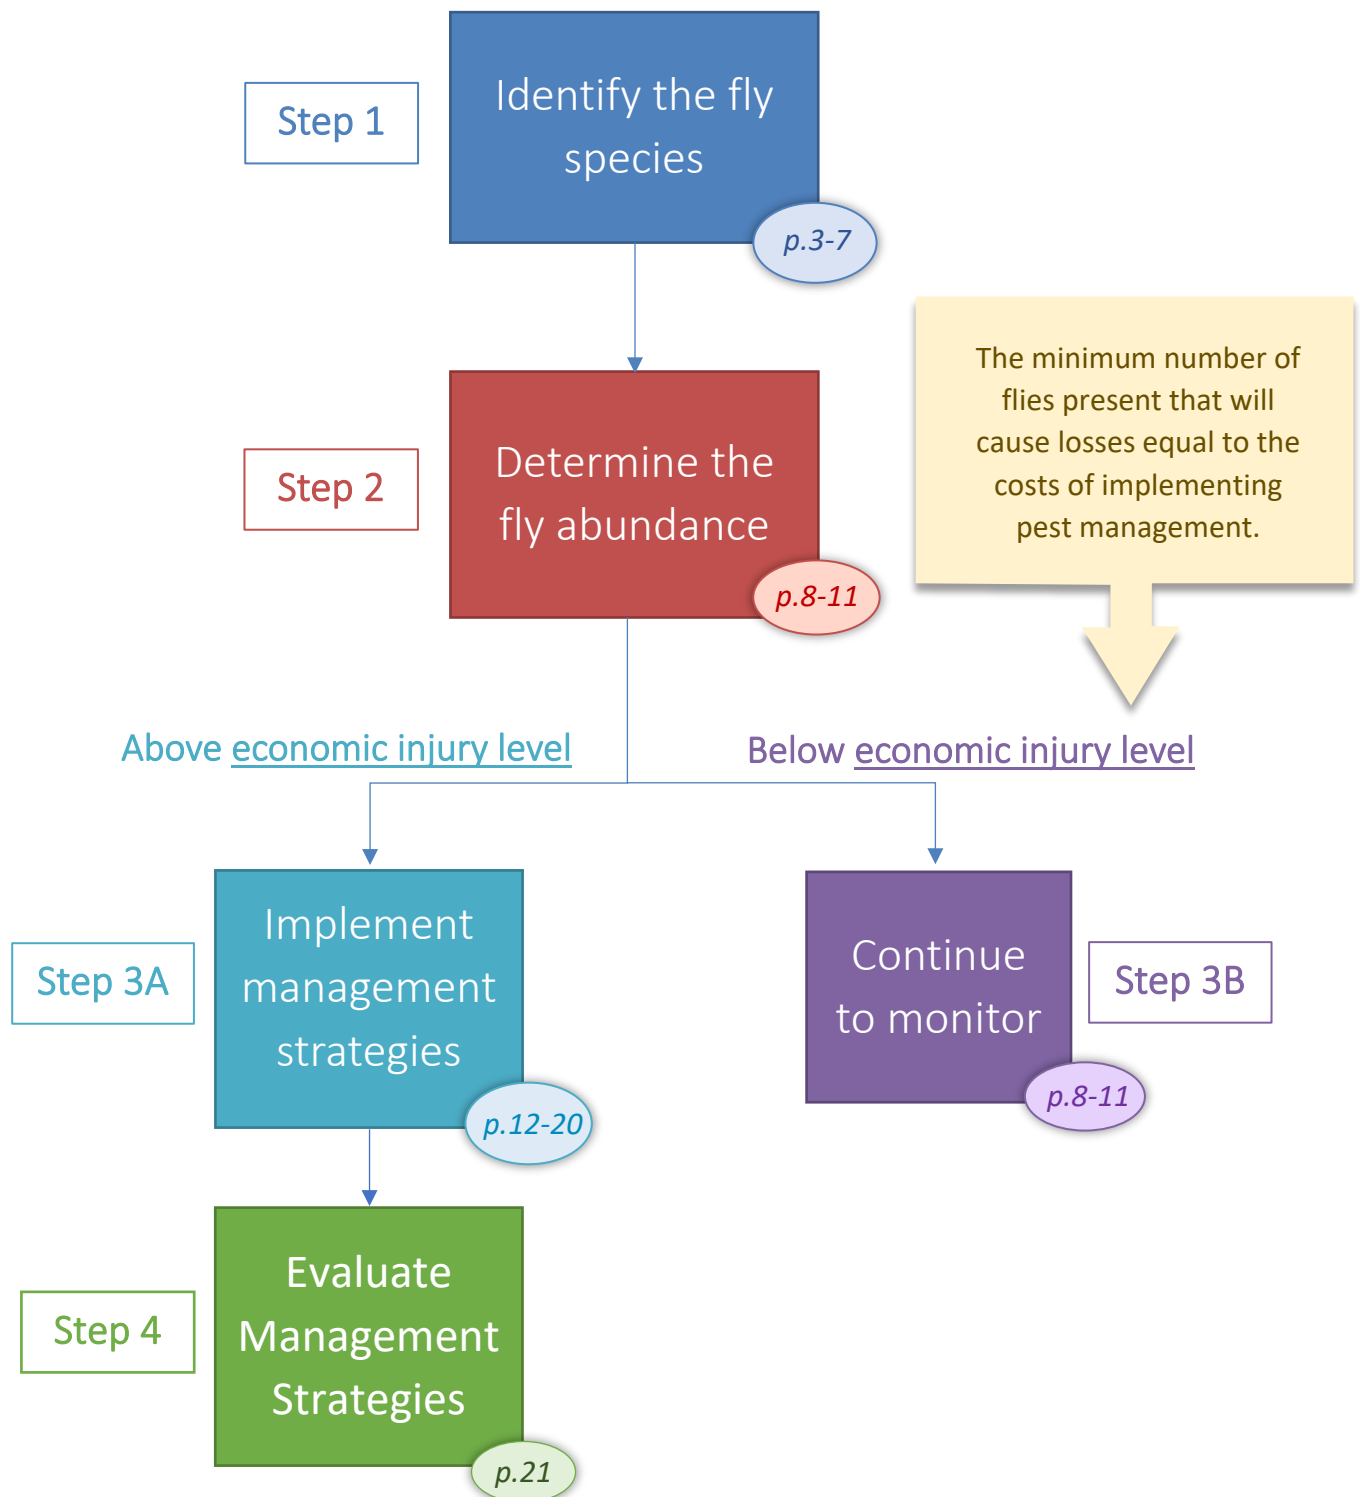 Step 1
Identify the fly
species
p.3-7
The minimum number of
flies present that will
cause losses equal to the
costs of implementing
pest management.
Step 2
Determine the
fly abundance
p.8-11
Above economic injury level
Below economic injury level
Step 3A
Implement
management
strategies
p.12-20
Continue
to monitor
Step 3B
p.8-11
Step 4
Evaluate
Management
Strategies
p.21